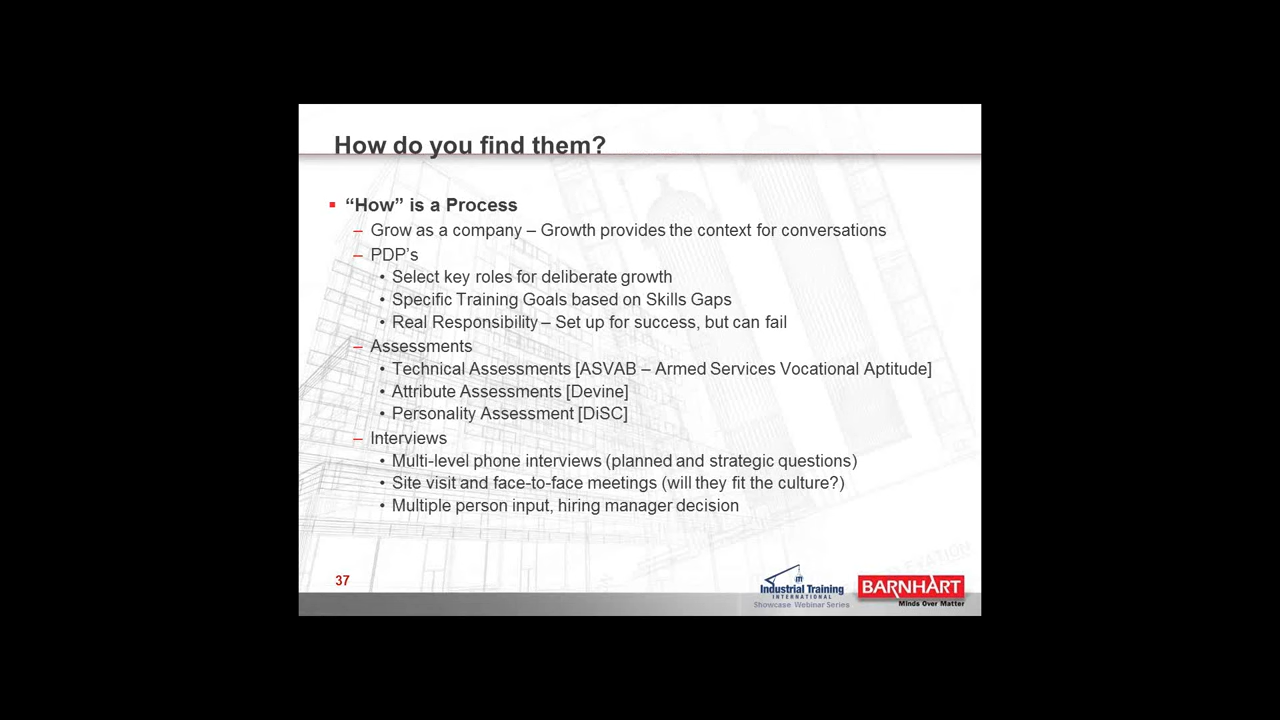 How do you find them?
▪ “How” is a Process
– Grow as a company – Growth provides the context for conversations
– PDP’s
• Select key roles for deliberate growth
• Specific Training Goals based on Skills Gaps
• Real Responsibility – Set up for success, but can fail
– Assessments
• Technical Assessments [ASVAB – Armed Services Vocational Aptitude]
• Attribute Assessments [Devine]
• Personality Assessment [DiSC]
– Interviews
• Multi-level phone interviews (planned and strategic questions)
• Site visit and face-to-face meetings (will they fit the culture?)
• Multiple person input, hiring manager decision
37
iti
Industrial Training
INTERNATIONAL
Showcase Webinar Series
BARNHART
Minds Over Matter